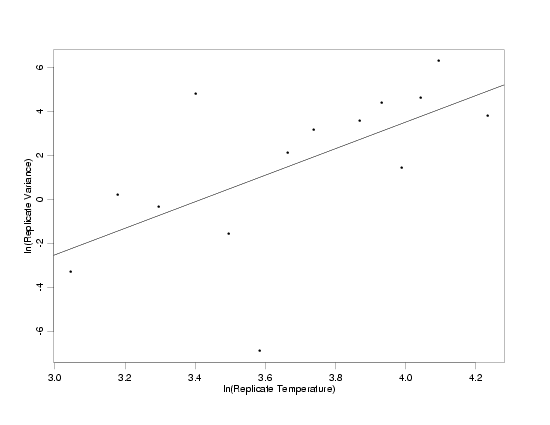 ln(Replicate Variance)
6
4
2
0
-2
-4
-6
3.0 3.2 3.4 3.6 3.8 4.0 4.2
ln(Replicate Temperature)